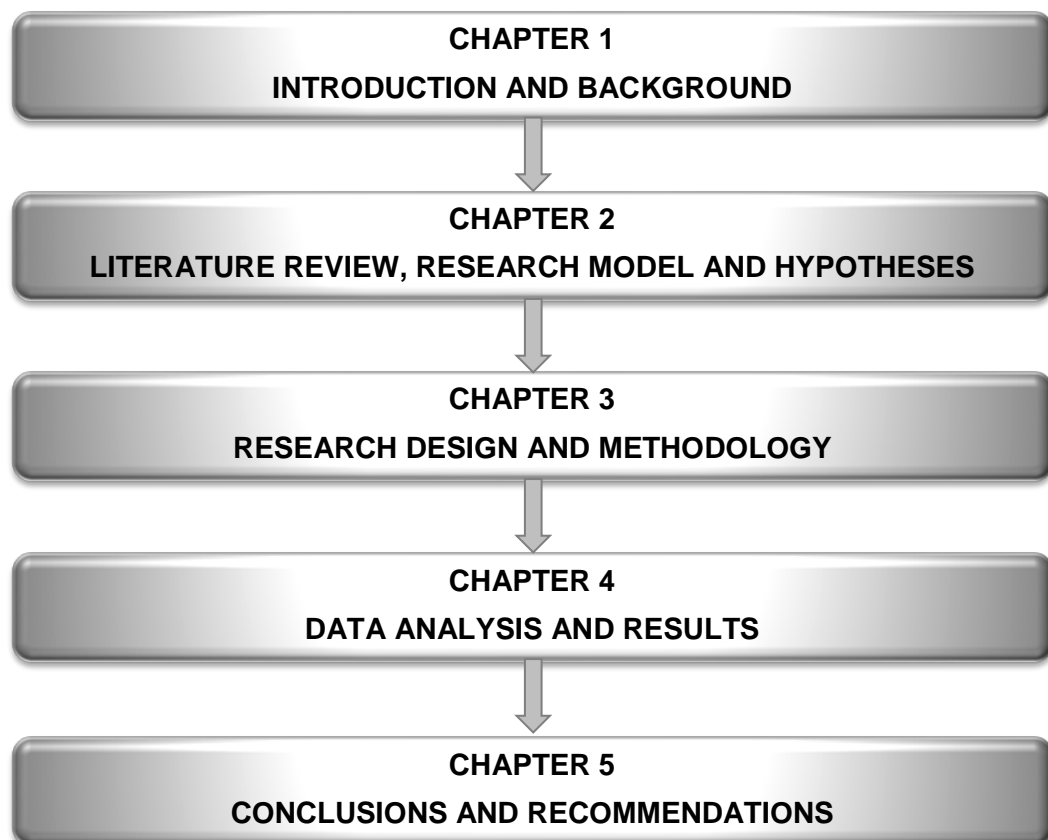 CHAPTER 1
INTRODUCTION AND BACKGROUND
CHAPTER 2
LITERATURE REVIEW, RESEARCH MODEL AND HYPOTHESES
CHAPTER 3
RESEARCH DESIGN AND METHODOLOGY
CHAPTER 4
DATA ANALYSIS AND RESULTS
CHAPTER 5
CONCLUSIONS AND RECOMMENDATIONS